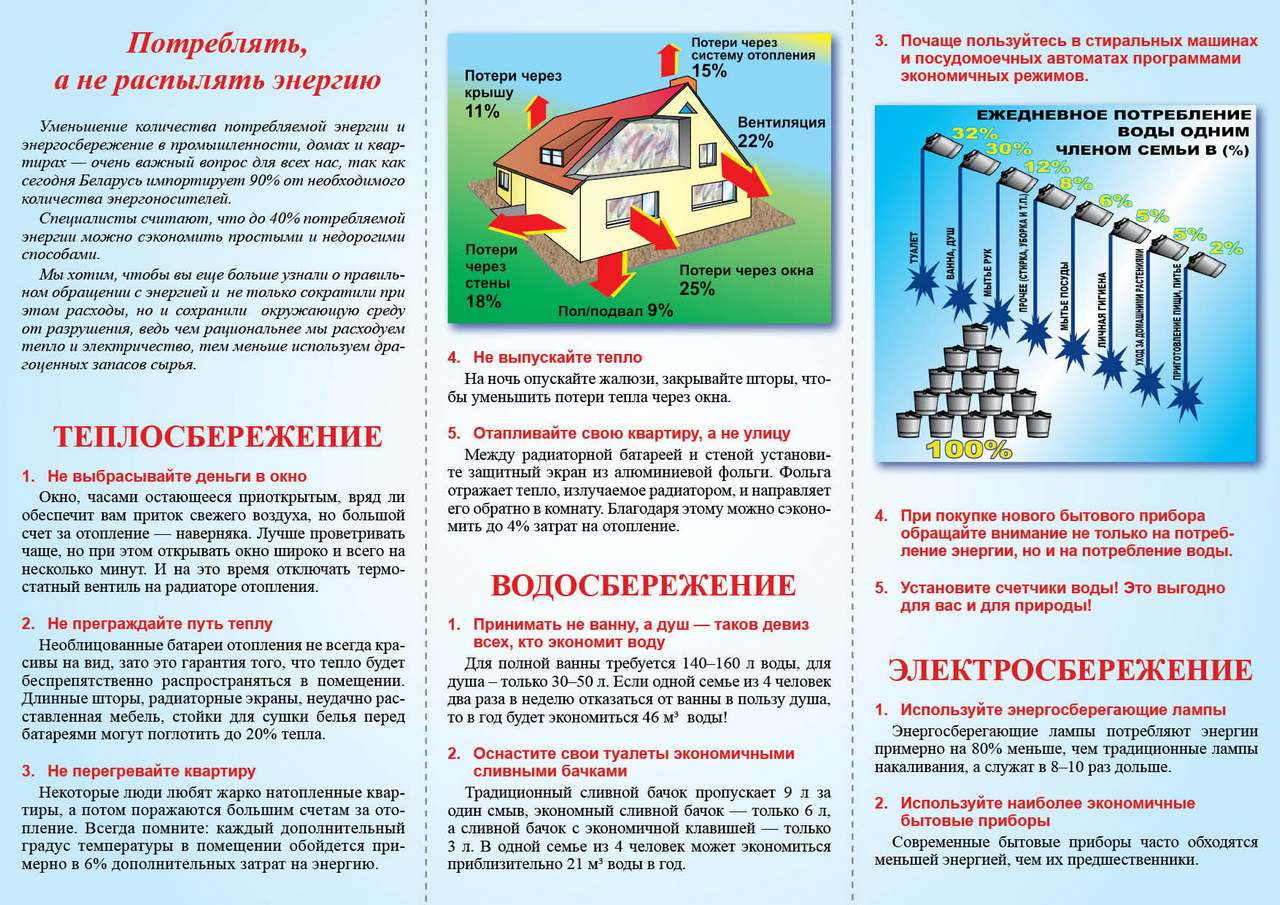 Потреблять,
а не распылять энергию
Уменьшение количества потребляемой энергии и
энергосбережение в промышленности, домах и квар-
тирах — очень важный вопрос для всех нас, так как
сегодня Беларусь импортирует 90% от необходимого
количества энергоносителей.
Специалисты считают, что до 40% потребляемой
энергии можно сэкономить простыми и недорогими
способами.
Мы хотим, чтобы вы еще больше узнали о правиль-
ном обращении с энергией и не только сократили при
этом расходы, но и сохранили окружающую среду
от разрушения, ведь чем рациональнее мы расходуем
тепло и электричество, тем меньше используем дра-
гоценных запасов сырья.
ТЕПЛОСБЕРЕЖЕНИЕ
1. Не выбрасывайте деньги в окно
Окно, часами остающееся приоткрытым, вряд ли
обеспечит вам приток свежего воздуха, но большой
счет за отопление — наверняка. Лучше проветривать
чаще, но при этом открывать окно широко и всего на
несколько минут. И на это время отключать термо-
статный вентиль на радиаторе отопления.
2. Не преграждайте путь теплу
Необлицованные батареи отопления не всегда кра-
сивы на вид, зато это гарантия того, что тепло будет
беспрепятственно распространяться в помещении.
Длинные шторы, радиаторные экраны, неудачно рас-
ставленная мебель, стойки для сушки белья перед
батареями могут поглотить до 20% тепла.
3. Не перегревайте квартиру
Некоторые люди любят жарко натопленные квар-
тиры, а потом поражаются большим счетам за ото-
пление. Всегда помните: каждый дополнительный
градус температуры в помещении обойдется при-
мерно в 6% дополнительных затрат на энергию.
Потери через
систему отопления
15%
Потери через
крышу
11%
Вентиляция
22%
Потери
через
стены
18%
Потери через окна
25%
Пол/подвал 9%
4. Не выпускайте тепло
На ночь опускайте жалюзи, закрывайте шторы, что-
бы уменьшить потери тепла через окна.
5. Отапливайте свою квартиру, а не улицу
Между радиаторной батареей и стеной установи-
те защитный экран из алюминиевой фольги. Фольга
отражает тепло, излучаемое радиатором, и направляет
его обратно в комнату. Благодаря этому можно сэконо-
мить до 4% затрат на отопление.
ВОДОСБЕРЕЖЕНИЕ
1. Принимать не ванну, а душ — таков девиз
всех, кто экономит воду
Для полной ванны требуется 140–160 л воды, для
душа – только 30–50 л. Если одной семье из 4 человек
два раза в неделю отказаться от ванны в пользу душа,
то в год будет экономиться 46 м³ воды!
2. Оснастите свои туалеты экономичными
сливными бачками
Традиционный сливной бачок пропускает 9 л за
один смыв, экономный сливной бачок — только 6 л,
а сливной бачок с экономичной клавишей — только
3 л. В одной семье из 4 человек может экономиться
приблизительно 21 м³ воды в год.
3. Почаще пользуйтесь в стиральных машинах
и посудомоечных автоматах программами
экономичных режимов.
ЕЖЕДНЕВНОЕ ПОТРЕБЛЕНИЕ
ВОДЫ ОДНИМ
ЧЛЕНОМ СЕМЬИ В (%)
32%
30%
12%
8%
6%
5%
5%
2%
ТУАЛЕТ
ВАННА, ДУШ
МЫТЬЕ РУК
ПРОЧЕЕ (СТИРКА, УБОРКА И Т.П.)
МЫТЬЕ ПОСУДЫ
ЛИЧНАЯ ГИГИЕНА
УХОД ЗА ДОМАШНИМИ РАСТЕНИЯМИ
ПРИГОТОВЛЕНИЕ ПИЩИ, ПИТЬЕ
100%
4. При покупке нового бытового прибора
обращайте внимание не только на потреб-
ление энергии, но и на потребление воды.
5. Установите счетчики воды! Это выгодно
для вас и для природы!
ЭЛЕКТРОСБЕРЕЖЕНИЕ
1. Используйте энергосберегающие лампы
Энергосберегающие лампы потребляют энергии
примерно на 80% меньше, чем традиционные лампы
накаливания, а служат в 8–10 раз дольше.
2. Используйте наиболее экономичные
бытовые приборы
Современные бытовые приборы часто обходятся
меньшей энергией, чем их предшественники.